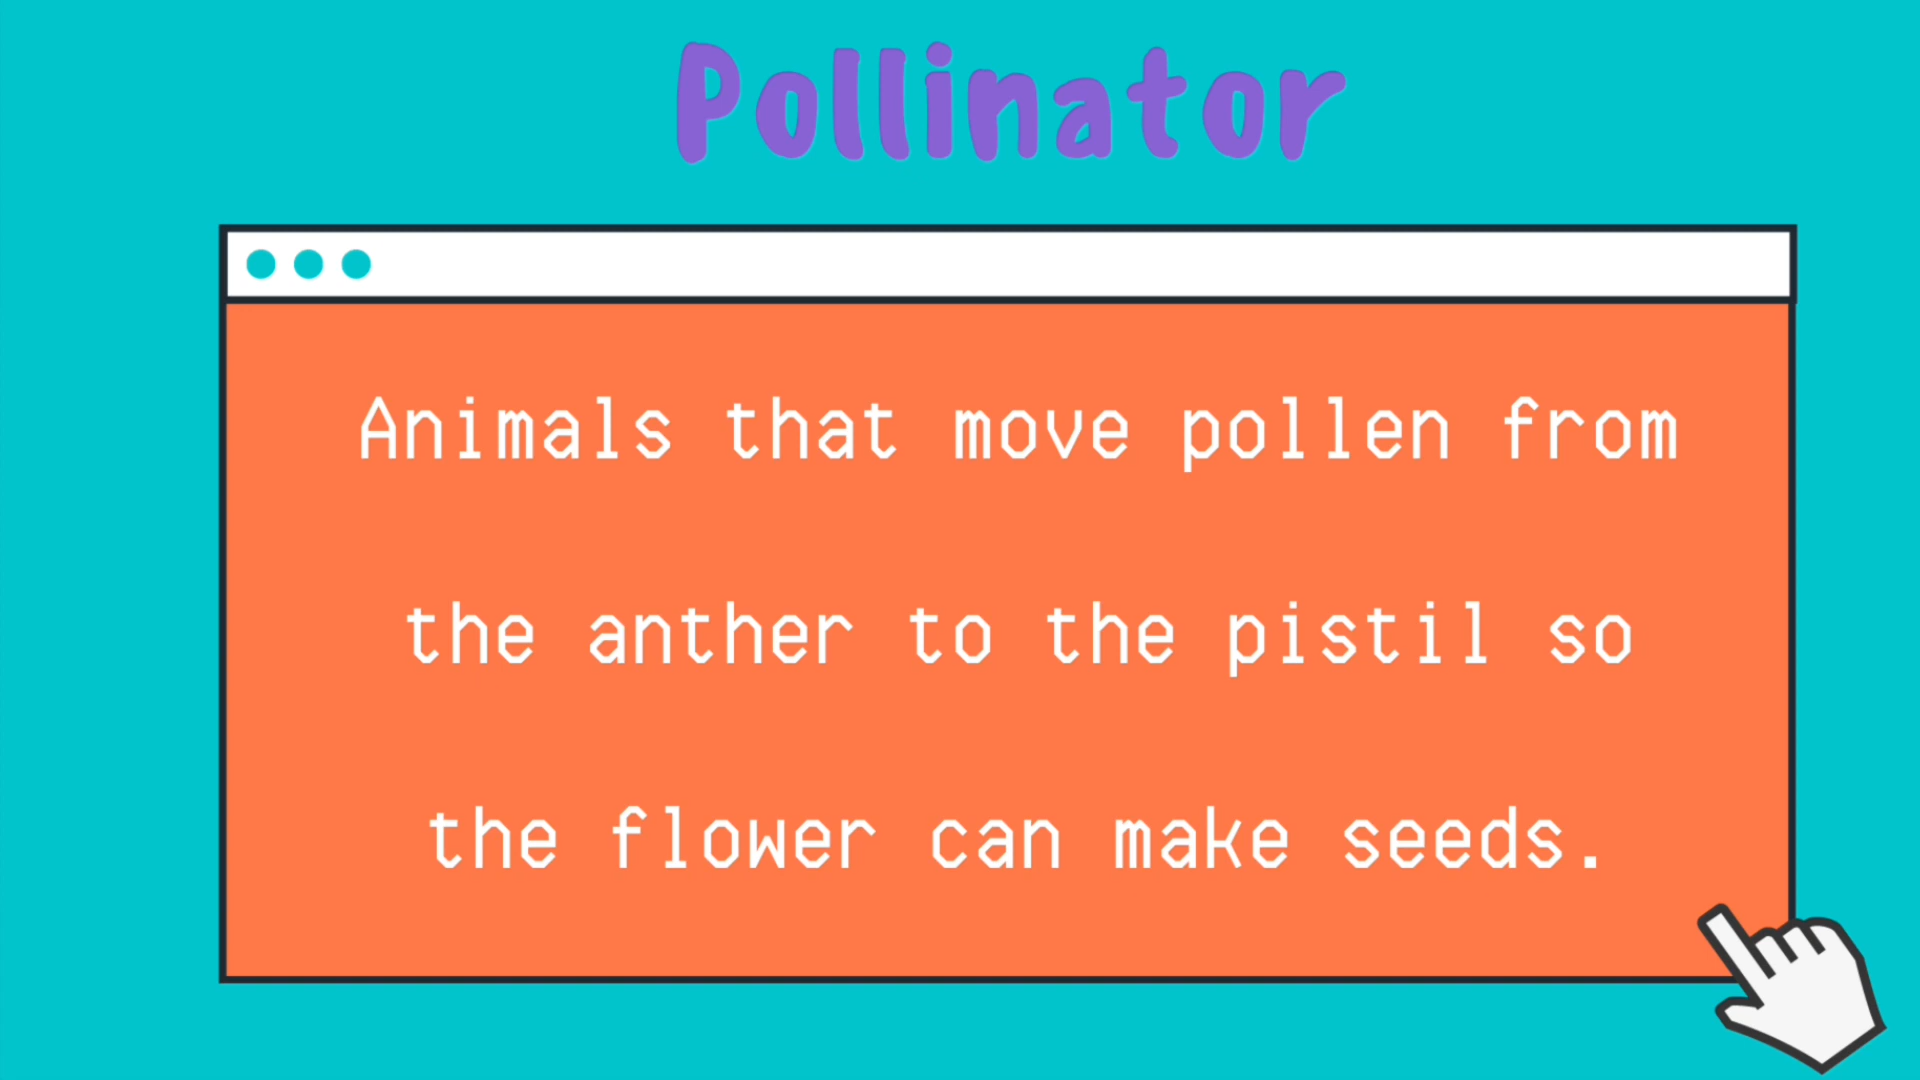 Pollinator
Animals that move pollen from
the anther to the pistil so
the flower can make seeds.